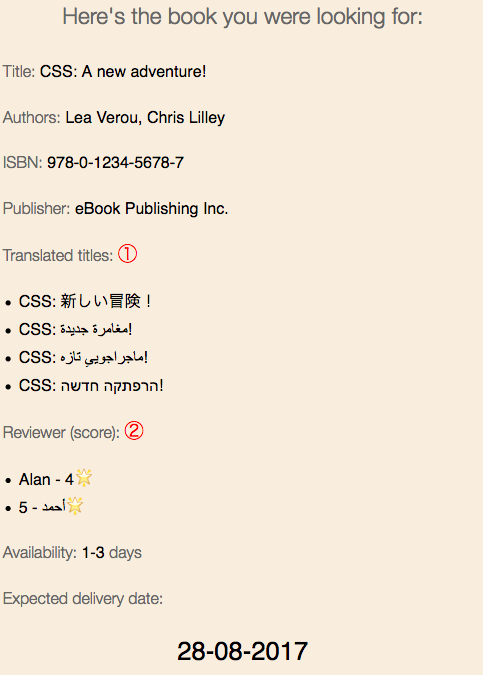 Here's the book you were looking for:
Title: CSS: A new adventure!
Authors: Lea Verou, Chris Lilley
ISBN: 978-0-1234-5678-7
Publisher: eBook Publishing Inc.
Translated titles: ①
• CSS: 新しい冒険！
• CSS: مغامرة جديدة!
• CSS: ماجراجوییِ تازه!
• CSS: הרפתקה חדשה!
Reviewer (score): ②
• Alan - 4🌟
• أحمد - 5🌟
Availability: 1-3 days
Expected delivery date:
28-08-2017